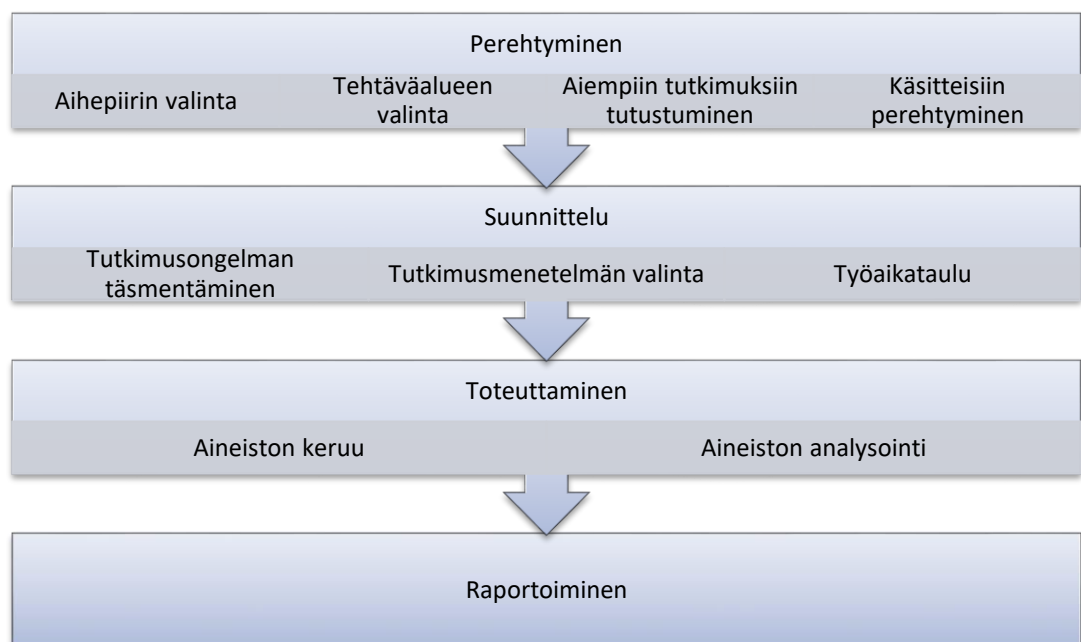 Perehtyminen
Aihepiirin valinta
Tehtäväalueen
valinta
Aiempiin tutkimuksiin
tutustuminen
Käsitteisiin
perehtyminen
Suunnittelu
Tutkimusongelman
täsmentäminen
Tutkimusmenetelmän valinta
Työaikataulu
Toteuttaminen
Aineiston keruu
Aineiston analysointi
Raportoiminen